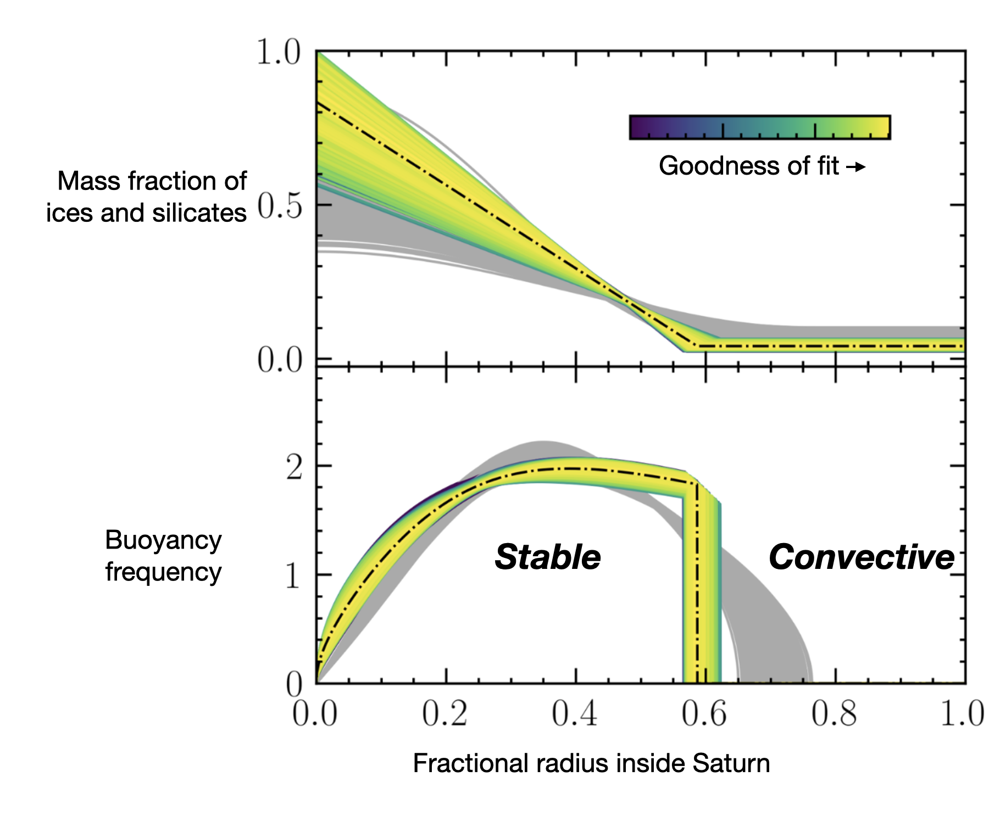 1.0
Mass fraction of
ices and silicates
0.5
0.0
Goodness of fit →
2
1
0
Buoyancy
frequency
Stable
Convective
0.0 0.2 0.4 0.6 0.8 1.0
Fractional radius inside Saturn